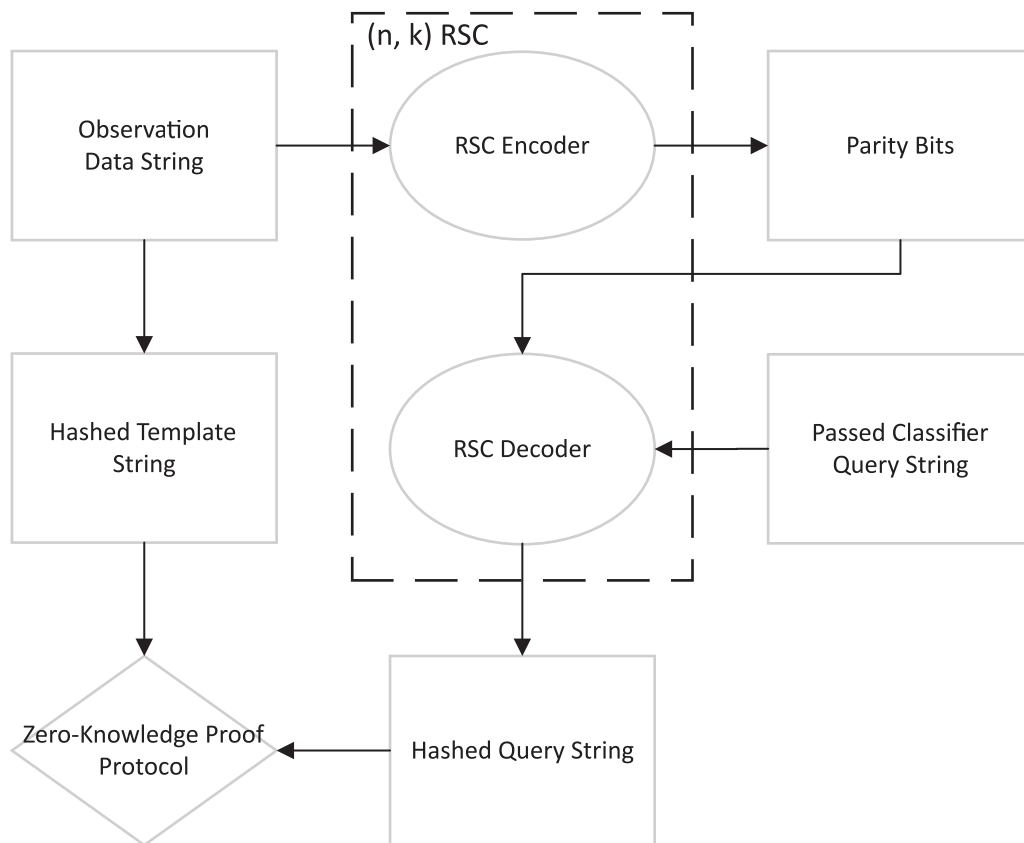 (n, k) RSC
Observation
Data String
RSC Encoder
Parity Bits
Hashed Template
String
RSC Decoder
Passed Classifier
Query String
Zero-Knowledge Proof
Protocol
Hashed Query String